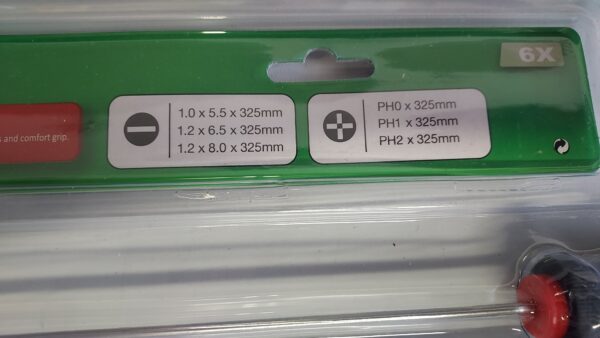 6X
s and comfort grip.
1.0 x 5.5 x 325mm
1.2 x 6.5 x 325mm
1.2 x 8.0 x 325mm
PH0 x 325mm
PH1 x 325mm
PH2 x 325mm